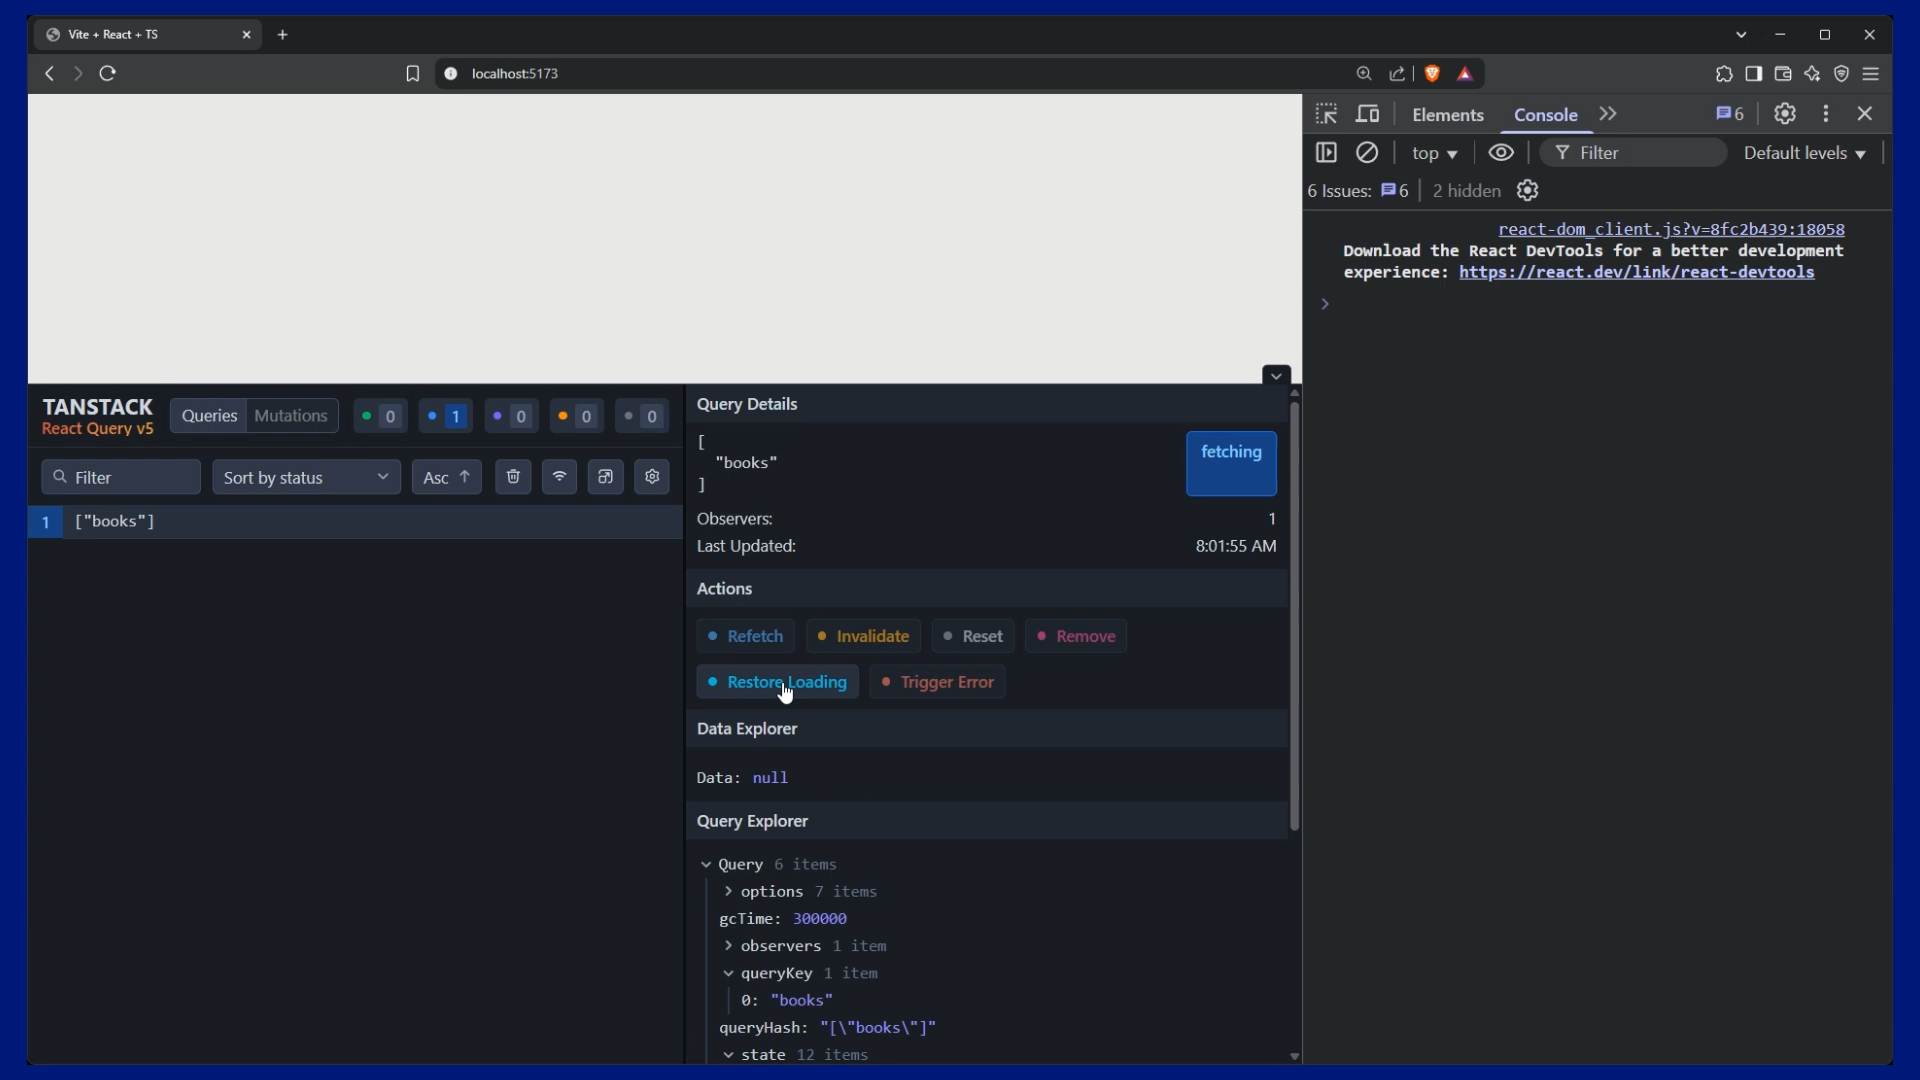 Vite + React + TS
localhost:5173
Elements
Console
6
top
Filter
Default levels
6 Issues:
6
2 hidden
react-dom_client.js?v=8fc2b439:18058
Download the React DevTools for a better development
experience: https://react.dev/link/react-devtools
TANSTACK
React Query v5
Queries
Mutations
0
1
0
0
0
Filter
Sort by status
Asc
1
["books"]
Query Details
[
"books"
]
fetching
Observers:
1
Last Updated:
8:01:55 AM
Actions
Refetch
Invalidate
Reset
Remove
Restore Loading
Trigger Error
Data Explorer
Data: null
Query Explorer
Query 6 items
options 7 items
gcTime: 300000
observers 1 item
queryKey 1 item
0: "books"
queryHash: "[\"books\"]"
state 12 items